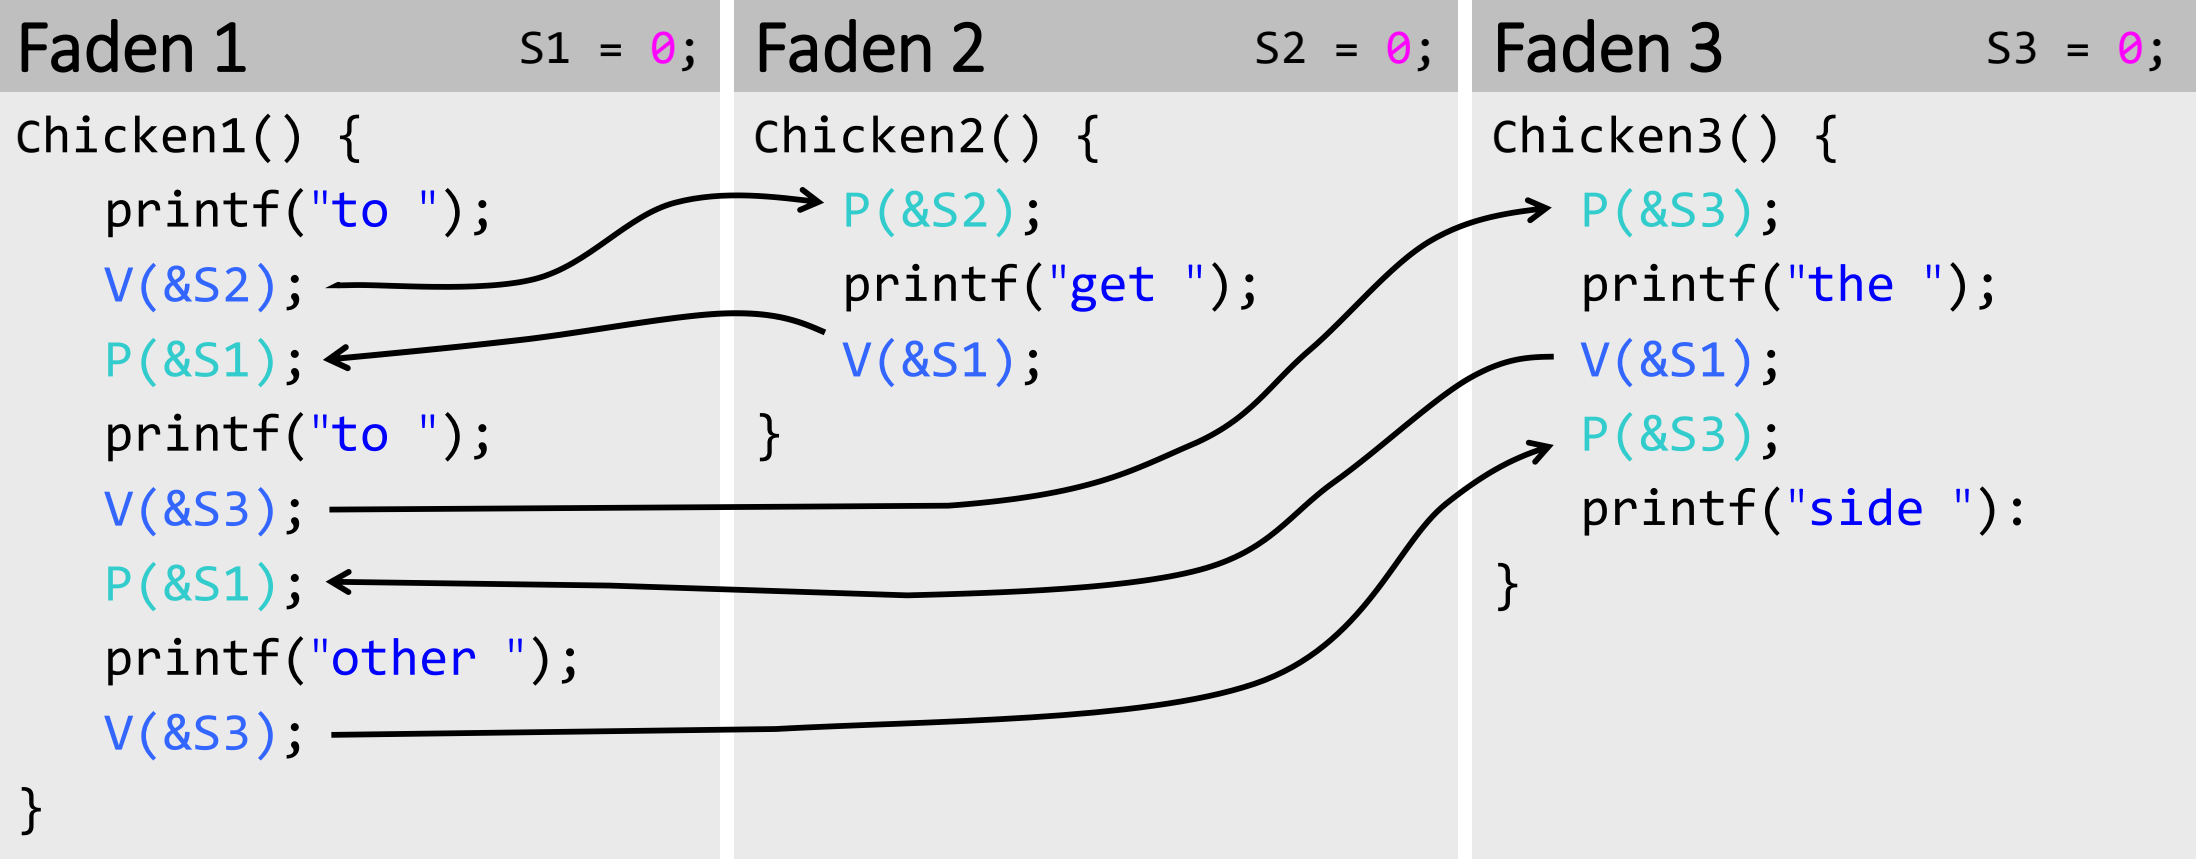 Faden 1 S1 = 0;
Chicken1() {
printf("to ");
V(&S2);
P(&S1);
printf("to ");
V(&S3);
P(&S1);
printf("other ");
V(&S3);
}
Faden 2 S2 = 0;
Chicken2() {
P(&S2);
printf("get ");
V(&S1);
}
Faden 3 S3 = 0;
Chicken3() {
P(&S3);
printf("the ");
V(&S1);
P(&S3);
printf("side "):
}